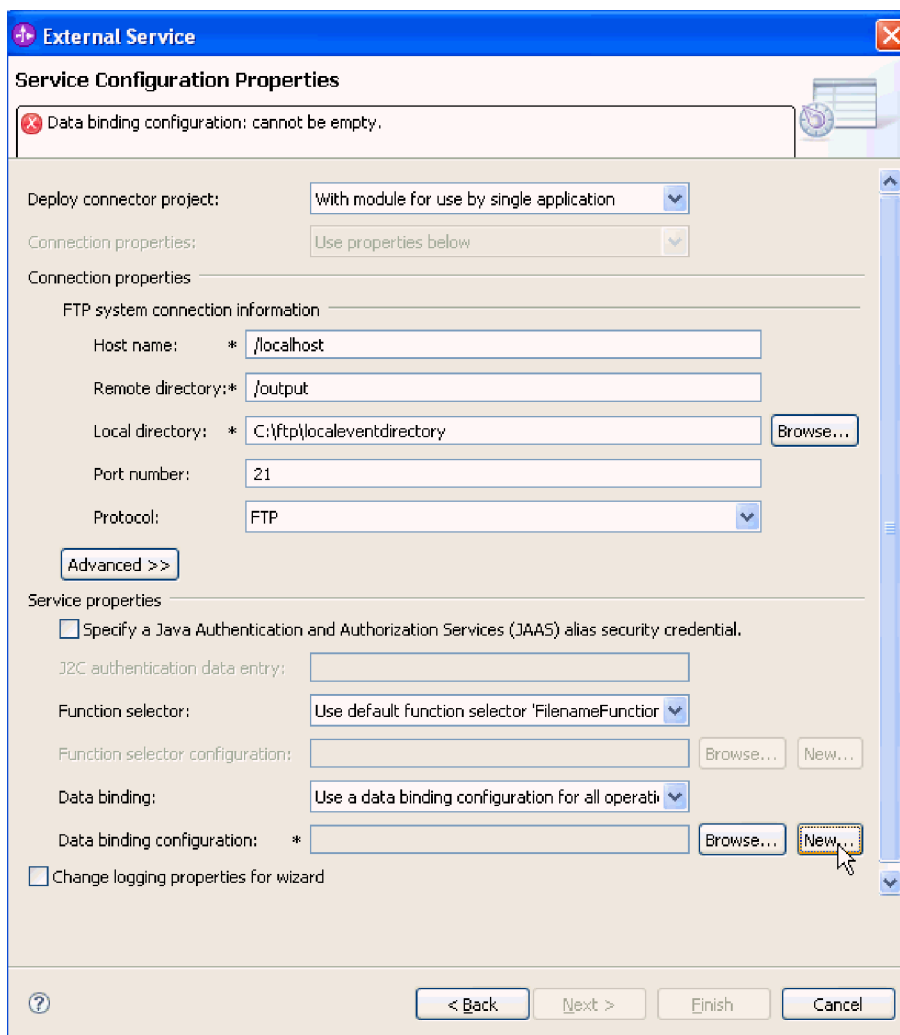 External Service
Service Configuration Properties
Data binding configuration: cannot be empty.
Deploy connector project: With module for use by single application
Connection properties: Use properties below
Connection properties
FTP system connection information
Host name: * /localhost
Remote directory:* /output
Local directory: * C:\ftp\localeventdirectory Browse...
Port number: 21
Protocol: FTP
Advanced >>
Service properties
Specify a Java Authentication and Authorization Services (JAAS) alias security credential.
J2C authentication data entry:
Function selector: Use default function selector 'FilenameFunction
Function selector configuration: Browse... New...
Data binding: Use a data binding configuration for all operati
Data binding configuration: * Browse... New...
Change logging properties for wizard
? < Back Next > Finish Cancel